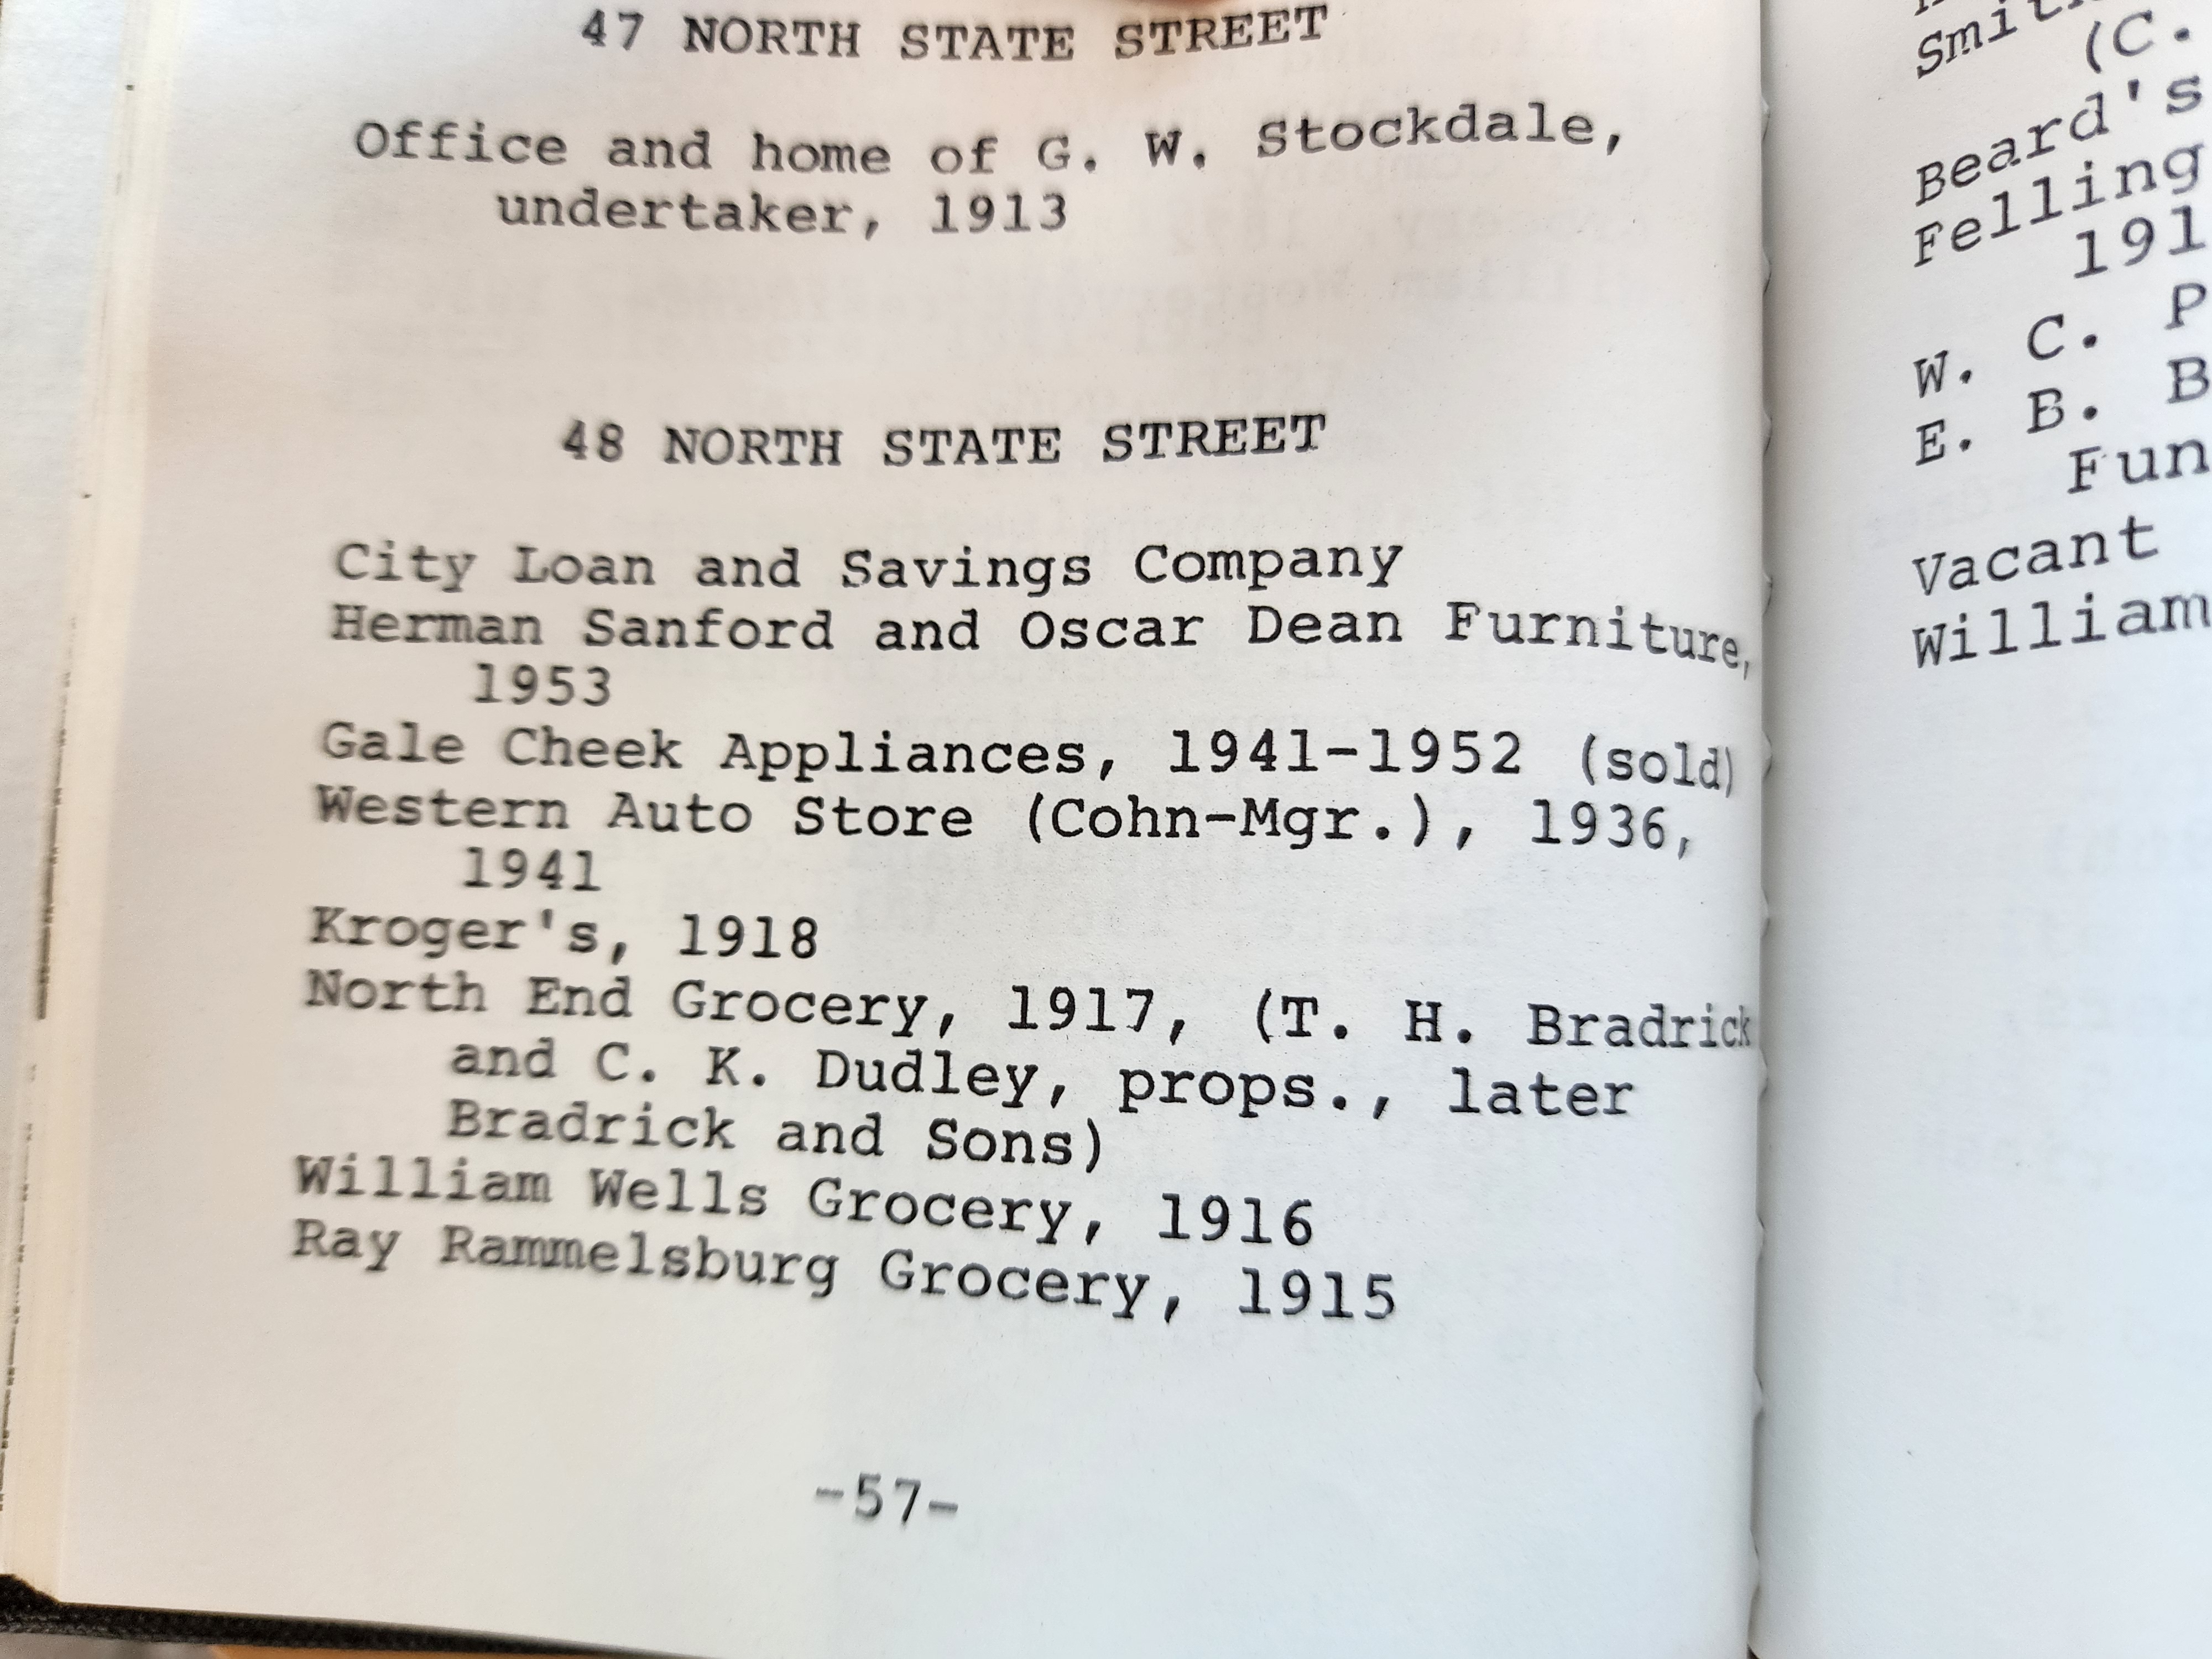 47 NORTH STATE STREET
Office and home of G. W. Stockdale,
undertaker, 1913
48 NORTH STATE STREET
City Loan and Savings Company
Herman Sanford and Oscar Dean Furniture,
1953
Gale Cheek Appliances, 1941-1952 (sold)
Western Auto Store (Cohn-Mgr.), 1936,
1941
Kroger's, 1918
North End Grocery, 1917, (T. H. Bradrick
and C. K. Dudley, props., later
Bradrick and Sons)
William Wells Grocery, 1916
Ray Rammelsburg Grocery, 1915
-57-
(C.
Beard's
Felling
191
W. C. P
E. B. B
Fun
Vacant
William